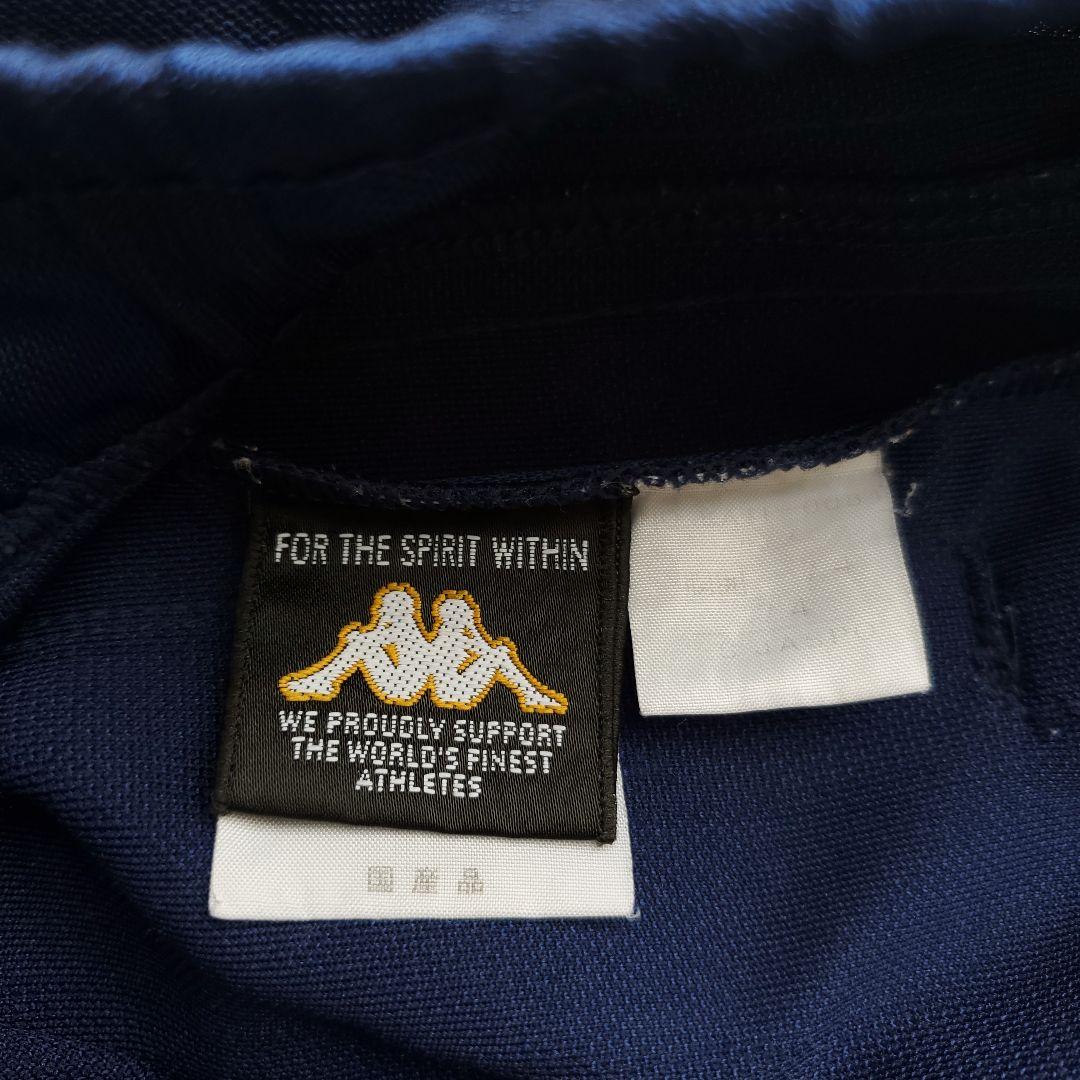 FOR THE SPIRIT WITHIN
WE PROUDLY SUPPORT
THE WORLD'S FINEST
ATHLETES
国産品